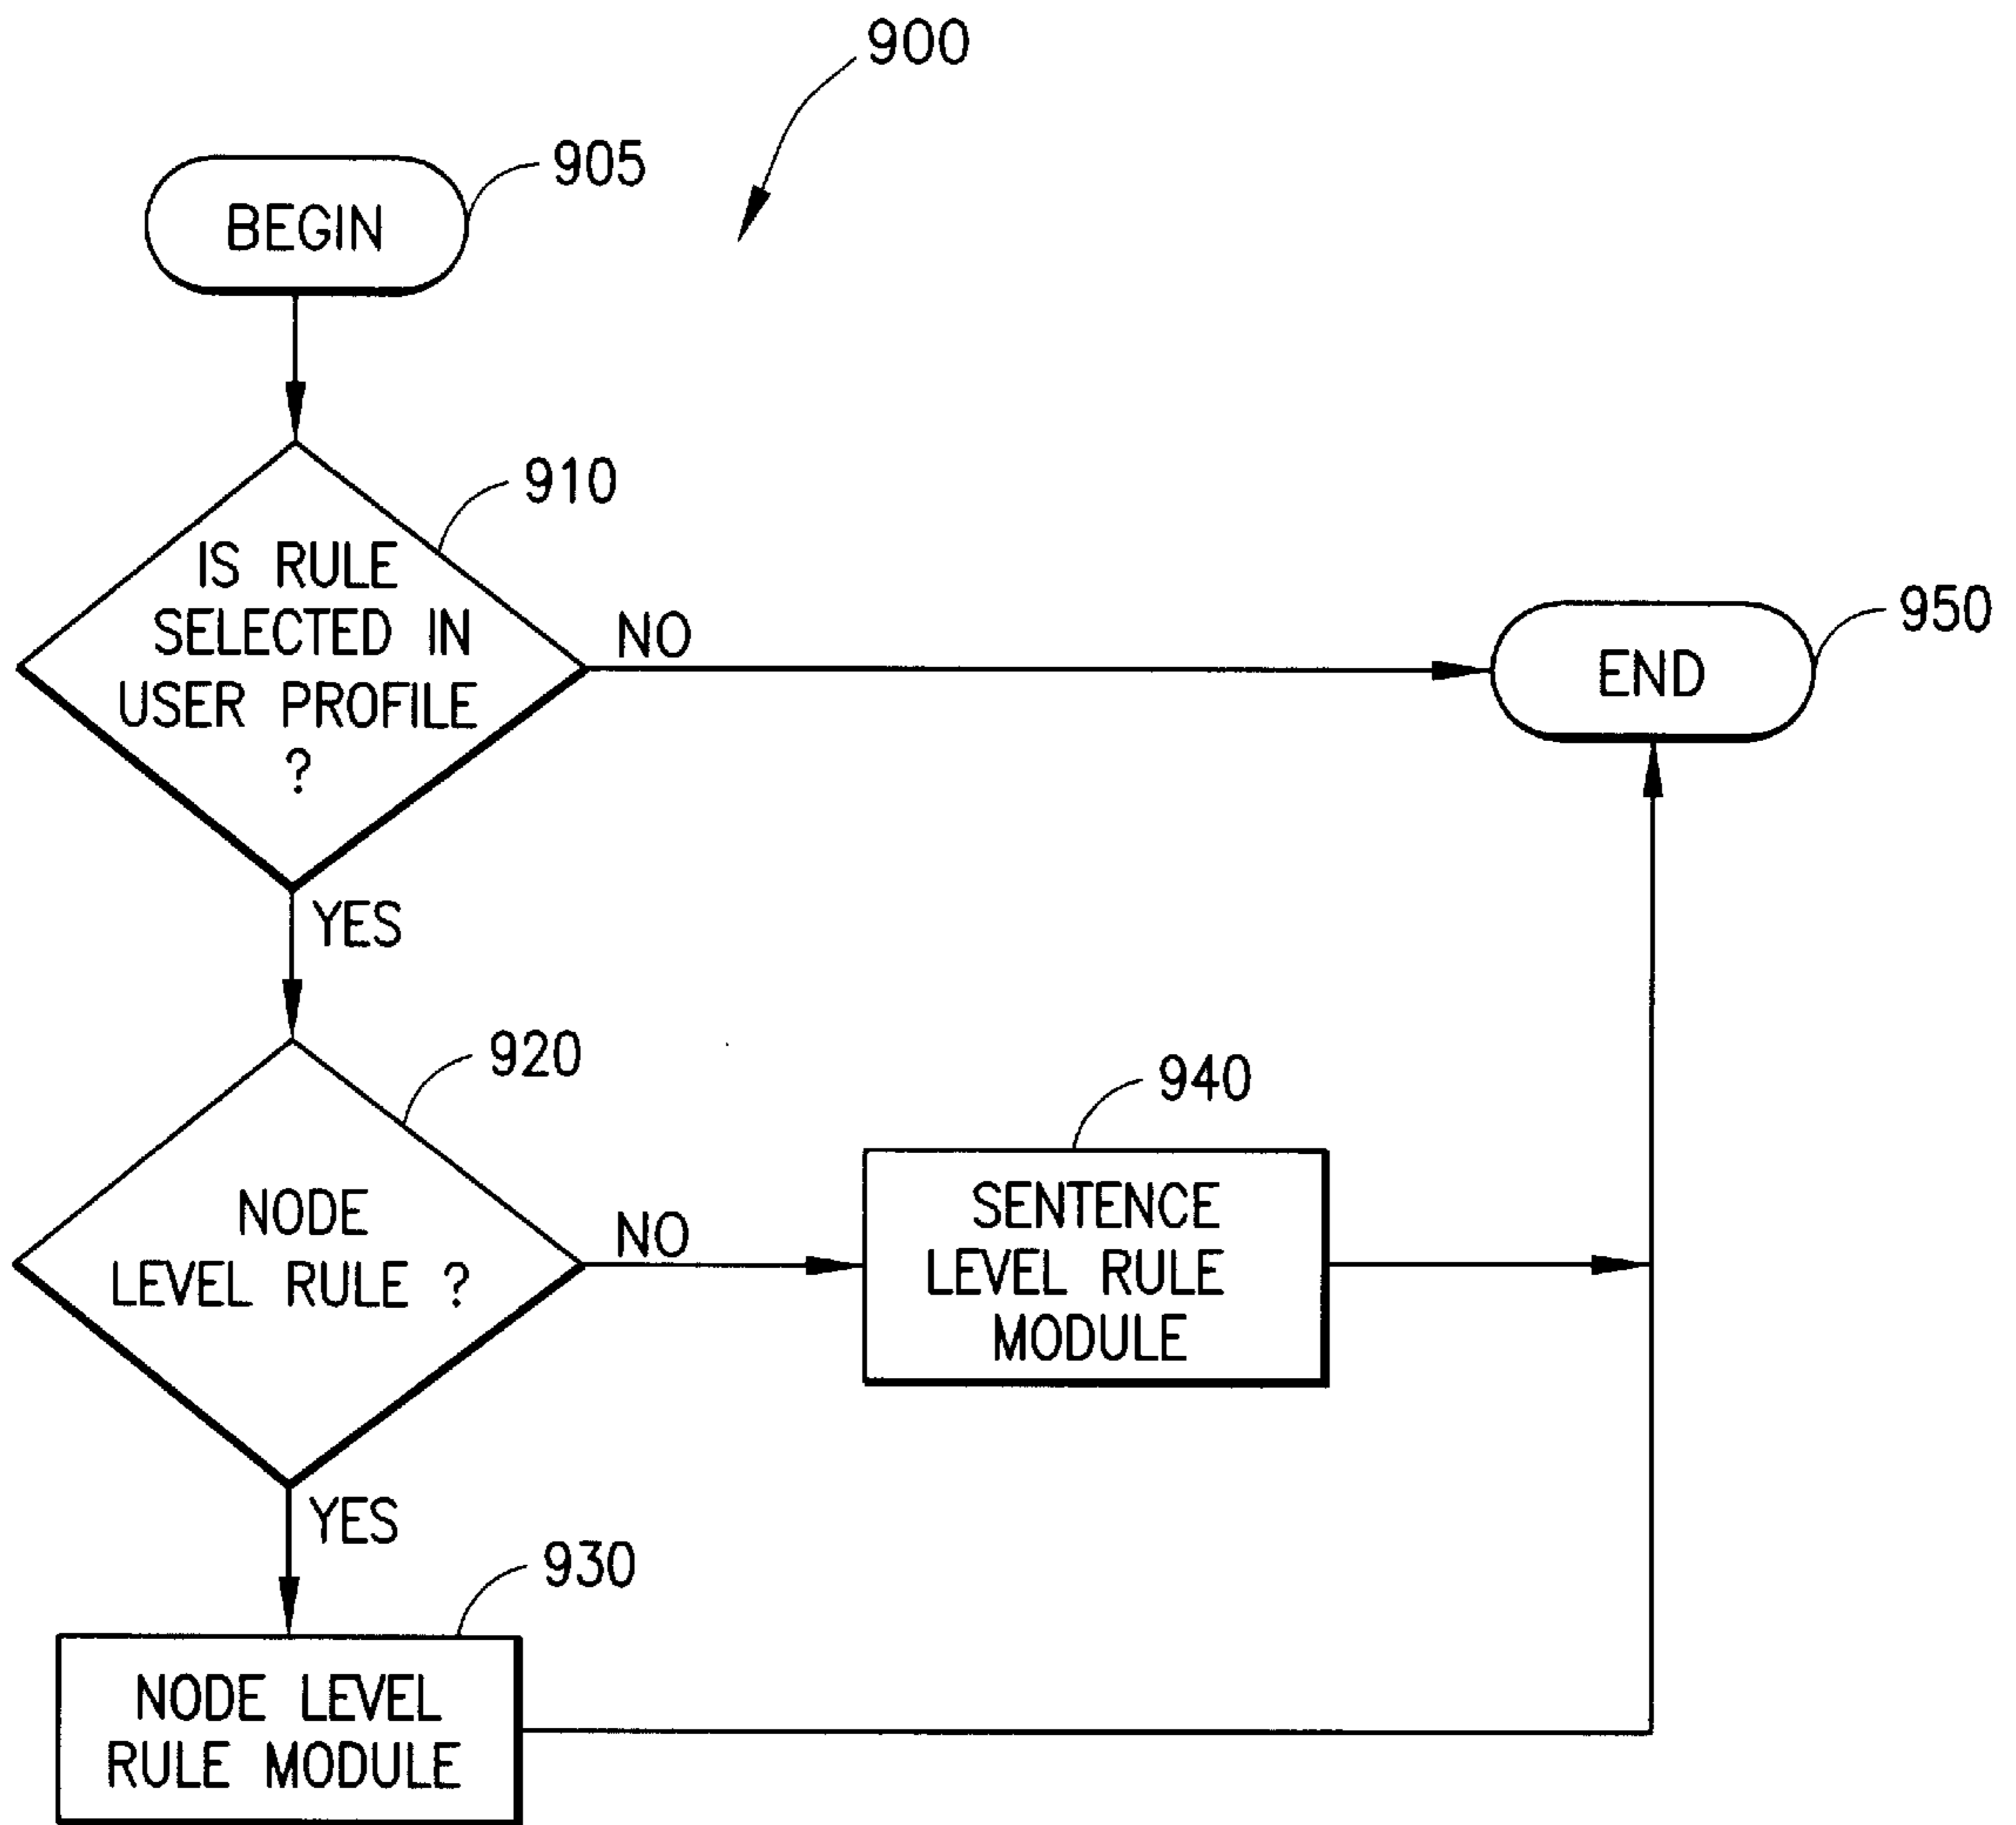 900
905
BEGIN
910
IS RULE
SELECTED IN
USER PROFILE
?
NO
950
END
YES
920
NODE
LEVEL RULE ?
NO
940
SENTENCE
LEVEL RULE
MODULE
YES
930
NODE LEVEL
RULE MODULE